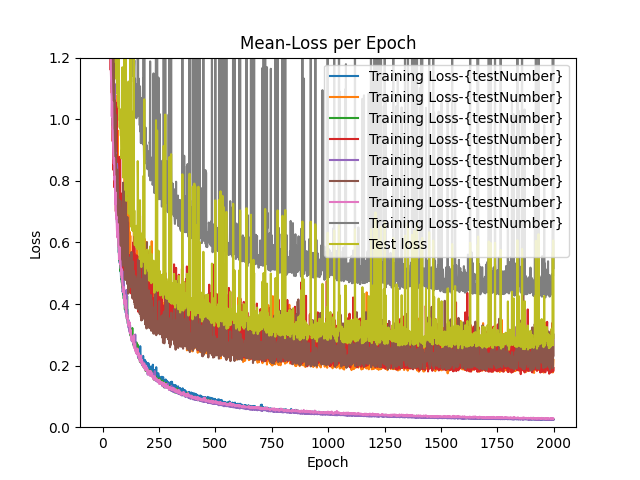 Mean-Loss per Epoch
1.2
1.0
0.8
0.6
0.4
0.2
0.0
Loss
Training Loss-{testNumber}
Training Loss-{testNumber}
Training Loss-{testNumber}
Training Loss-{testNumber}
Training Loss-{testNumber}
Training Loss-{testNumber}
Training Loss-{testNumber}
Training Loss-{testNumber}
Test loss
0 250 500 750 1000 1250 1500 1750 2000
Epoch